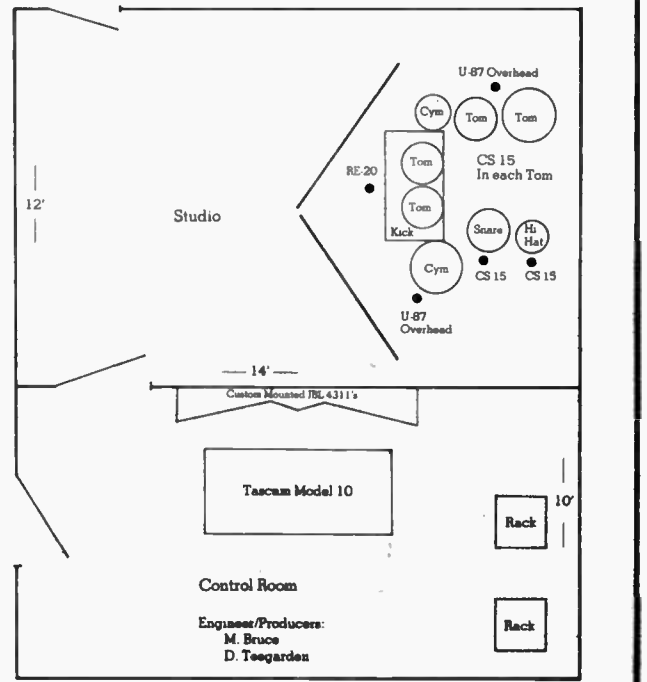 U-87 Overhead
Cym
Tom
Tom
Tom
CS 15
In each Tom
RE-20
12'
Studio
Tom
Kick
Snare
Hi
Hat
Cym
CS 15
CS 15
U-87
Overhead
14'
Custom Mounted JBL 4311's
Tascam Model 10
10'
Rack
Control Room
Engineer/Producers:
M. Bruce
D. Teegarden
Rack